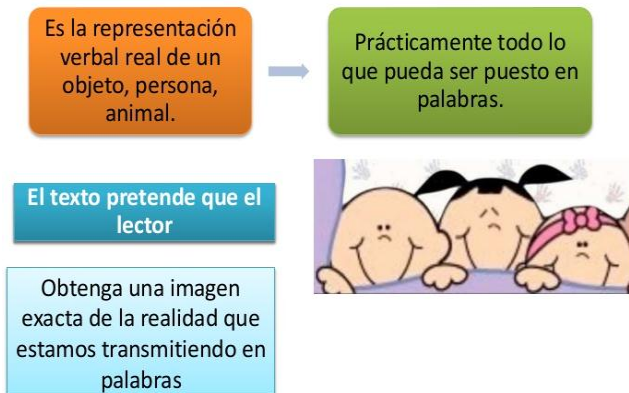 Es la representación
verbal real de un
objeto, persona,
animal.
Prácticamente todo lo
que pueda ser puesto en
palabras.
El texto pretende que el
lector
Obtenga una imagen
exacta de la realidad que
estamos transmitiendo en
palabras